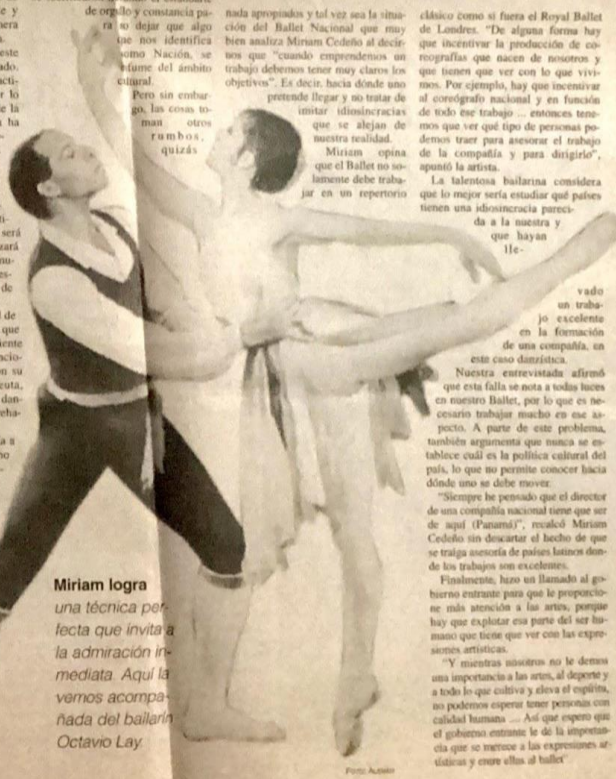 de orgullo y constancia pa-
ra no dejar que algo
que nos identifica
como Nación, se
esfume del ámbito
cultural.
Pero sin embar-
go, las cosas to-
man otros
rumbos,
quizás
nada apropiados y tal vez sea la situa-
ción del Ballet Nacional que muy
bien analiza Miriam Cedeño al decir-
nos que "cuando emprendemos un
trabajo debemos tener muy claros los
objetivos". Es decir, hacia dónde uno
pretende llegar y no tratar de
imitar idiosincracias
que se alejan de
nuestra realidad.
Miriam opina
que el Ballet no so-
lamente debe traba-
jar en un repertorio
clásico como si fuera el Royal Ballet
de Londres. "De alguna forma hay
que incentivar la producción de co-
reografías que nacen de nosotros y
que tienen que ver con lo que vivi-
mos. Por ejemplo, hay que incentivar
al coreógrafo nacional y en función
de todo ese trabajo ... entonces tene-
mos que ver qué tipo de personas po-
demos traer para asesorar el trabajo
de la compañía y para dirigirlo",
apuntó la artista.
La talentosa bailarina considera
que lo mejor sería estudiar qué países
tienen una idiosincracia pareci-
da a la nuestra y
que hayan
lle-
vado
un traba-
jo excelente
en la formación
de una compañía, en
este caso danzística.
Nuestra entrevistada afirmó
que esta falla se nota a todas luces
en nuestro Ballet, por lo que es ne-
cesario trabajar mucho en ese as-
pecto. A parte de este problema,
también argumenta que nunca se es-
tablece cuál es la política cultural del
país, lo que no permite conocer hacia
dónde uno se debe mover.
"Siempre he pensado que el director
de una compañía nacional tiene que ser
de aquí (Panamá)", recalcó Miriam
Cedeño sin descartar el hecho de que
se traiga asesoría de países latinos don-
de los trabajos son excelentes.
Finalmente, hizo un llamado al go-
bierno entrante para que le proporcio-
ne más atención a las artes, porque
hay que explotar esa parte del ser hu-
mano que tiene que ver con las expre-
siones artísticas.
"Y mientras nosotros no le demos
una importancia a las artes, al deporte y
a todo lo que cultiva y eleva el espíritu,
no podemos esperar tener personas con
calidad humana ... Así que espero que
el gobierno entrante le dé la importan-
cia que se merece a las expresiones ar-
tísticas y entre ellas al ballet"
Miriam logra
una técnica per-
fecta que invita a
la admiración in-
mediata. Aquí la
vemos acompa-
ñada del bailarín
Octavio Lay.